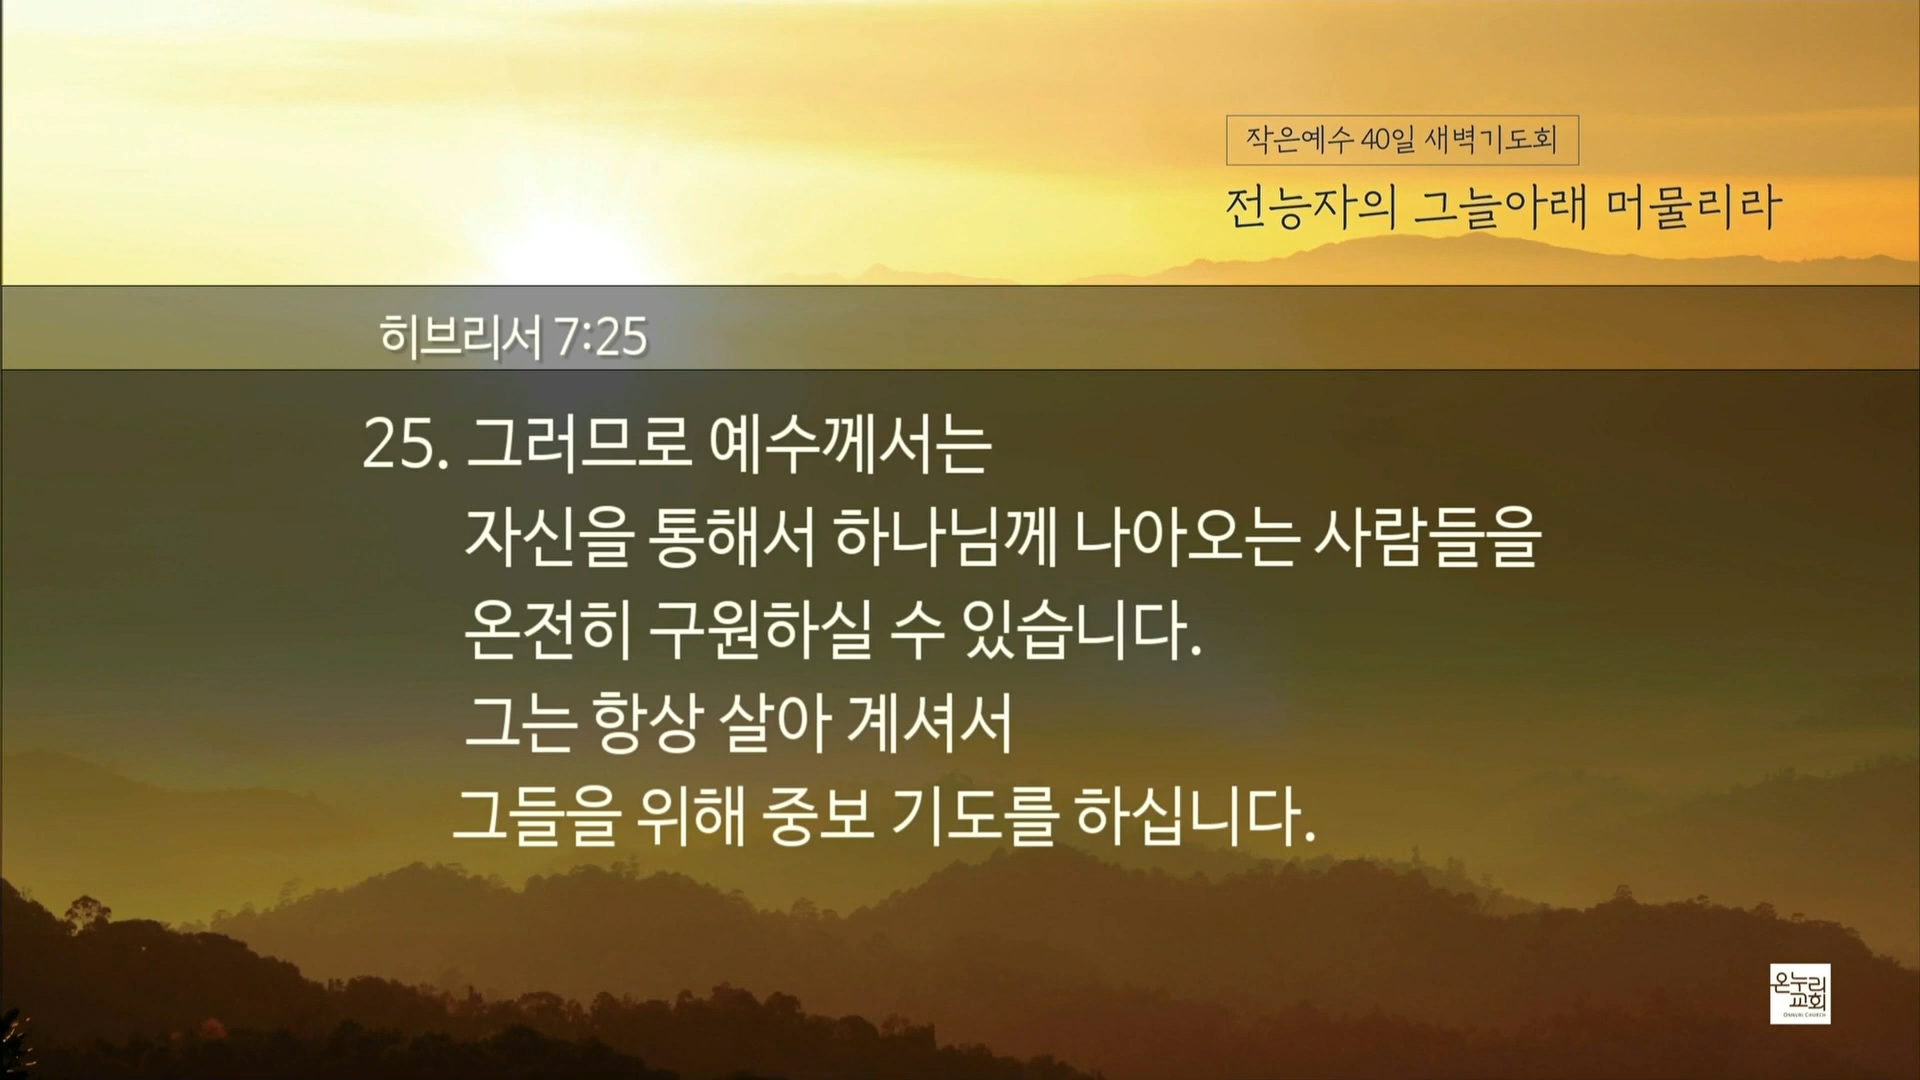 작은예수 40일 새벽기도회
전능자의 그늘아래 머물리라
히브리서 7:25
25. 그러므로 예수께서는
자신을 통해서 하나님께 나아오는 사람들을
온전히 구원하실 수 있습니다.
그는 항상 살아 계셔서
그들을 위해 중보 기도를 하십니다.
온누리
교회
ONNURI CHURCH